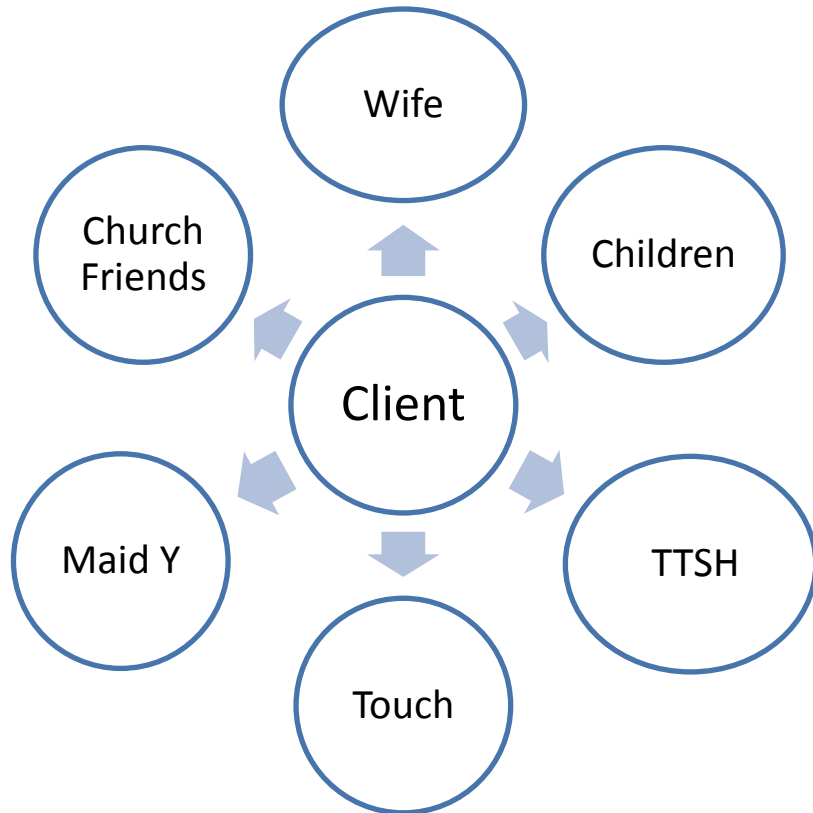 Wife
Church
Friends
Children
Client
Maid Y
TTSH
Touch